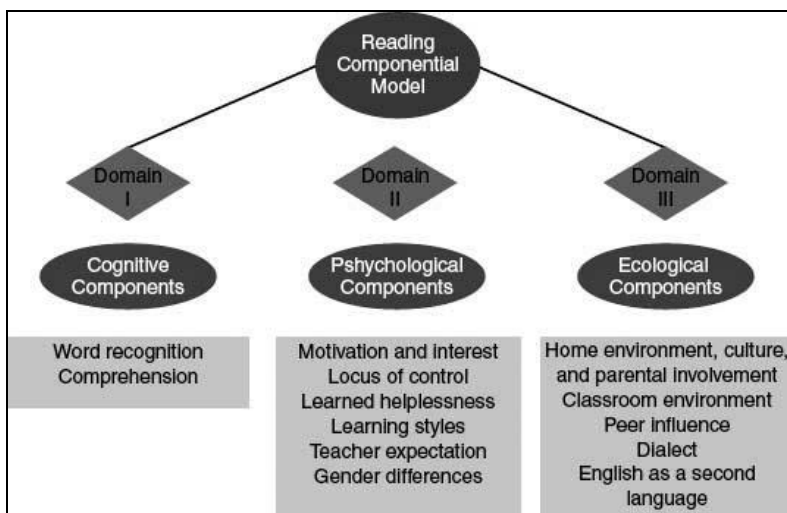 Reading
Componential
Model
Domain
I
Domain
II
Domain
III
Cognitive
Components
Pshychological
Components
Ecological
Components
Word recognition
Comprehension
Motivation and interest
Locus of control
Learned helplessness
Learning styles
Teacher expectation
Gender differences
Home environment, culture,
and parental involvement
Classroom environment
Peer influence
Dialect
English as a second
language